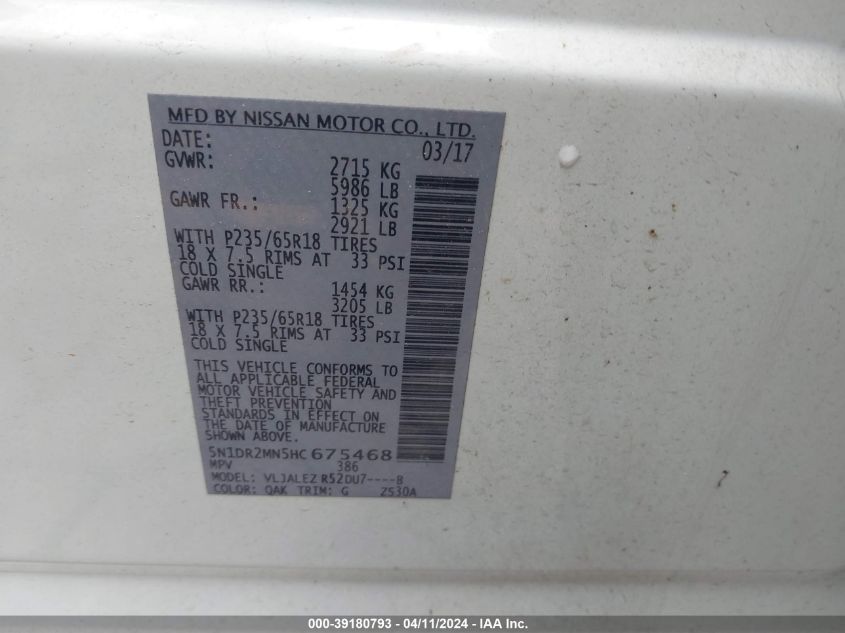 MFD BY NISSAN MOTOR CO., LTD.
DATE: 03/17
GVWR: 2715 KG
5986 LB
GAWR FR.: 1325 KG
2921 LB
WITH P235/65R18 TIRES
18 X 7.5 RIMS AT 33 PSI
COLD SINGLE
GAWR RR.: 1454 KG
3205 LB
WITH P235/65R18 TIRES
18 X 7.5 RIMS AT 33 PSI
COLD SINGLE
THIS VEHICLE CONFORMS TO
ALL APPLICABLE FEDERAL
MOTOR VEHICLE SAFETY AND
THEFT PREVENTION
STANDARDS IN EFFECT ON
THE DATE OF MANUFACTURE
SHOWN ABOVE.
5N1DR2MN5HC675468
MPV 386
MODEL: VLJALEZ R52DU7----B
COLOR: QAK TRIM: G ZS30A
000-39180793 - 04/11/2024 - IAA Inc.